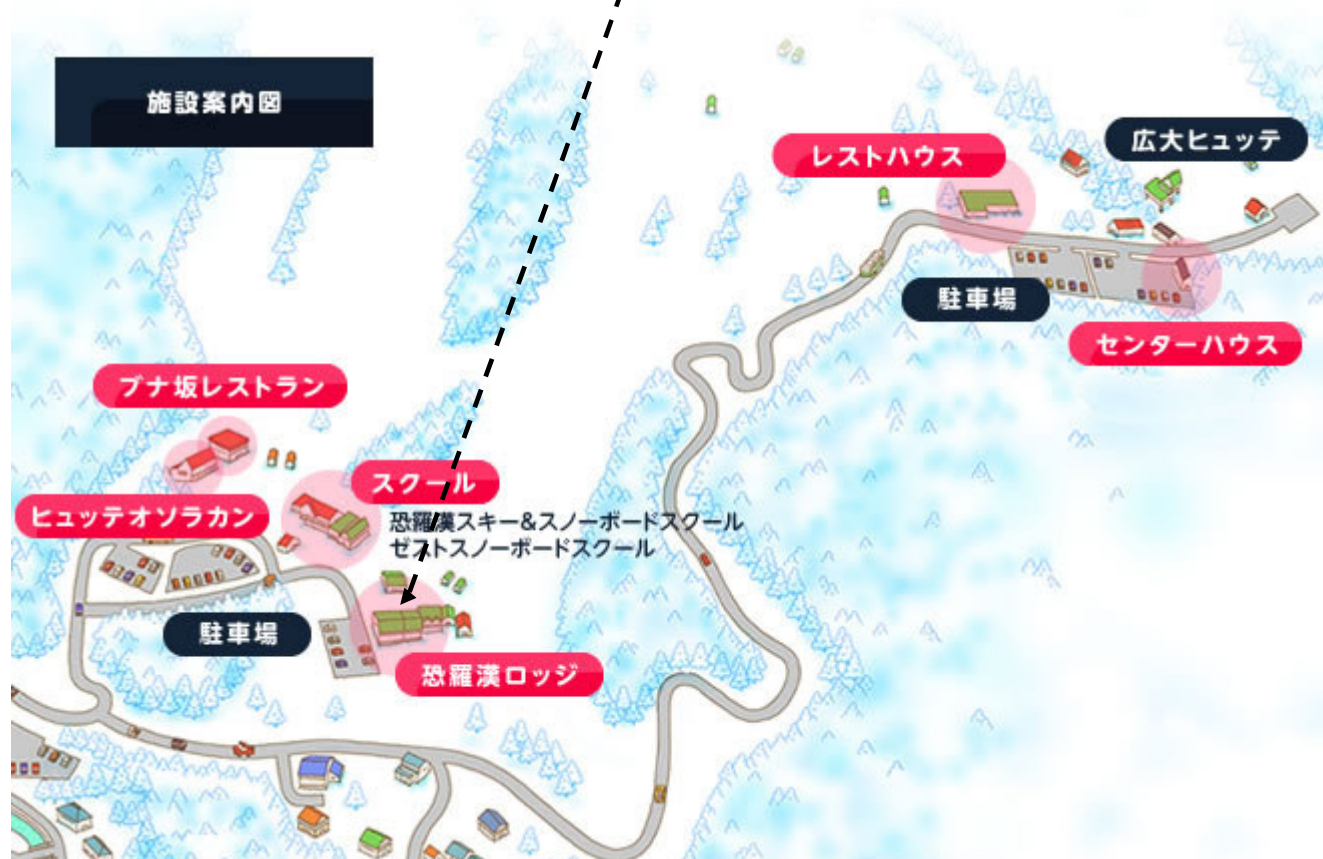 施設案内図
レストハウス
広大ヒュッテ
駐車場
センターハウス
ブナ坂レストラン
スクール
ヒュッテオソラカン
恐羅漢スキー&スノーボードスクール
ゼストスノーボードスクール
駐車場
恐羅漢ロッジ